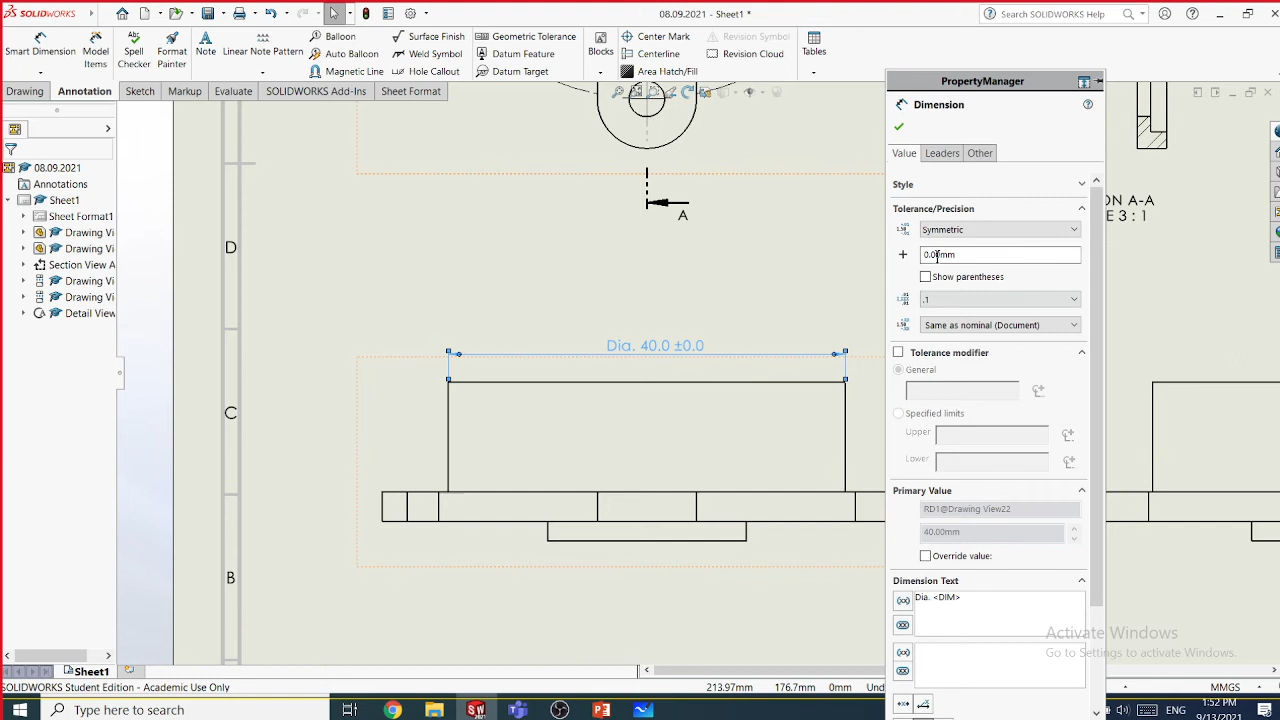 SOLIDWORKS
08.09.2021 - Sheet1 *
Search SOLIDWORKS Help
Smart Dimension
Model Items
Spell Checker
Format Painter
Note
Linear Note Pattern
Balloon
Auto Balloon
Magnetic Line
Surface Finish
Weld Symbol
Hole Callout
Geometric Tolerance
Datum Feature
Datum Target
Blocks
Center Mark
Centerline
Area Hatch/Fill
Revision Symbol
Revision Cloud
Tables
Drawing
Annotation
Sketch
Markup
Evaluate
SOLIDWORKS Add-Ins
Sheet Format
08.09.2021
Annotations
Sheet1
Sheet Format1
Drawing Vi
Drawing Vi
Section View A
Drawing Vi
Drawing Vi
Detail View
D
C
B
A
Dia. 40.0 ±0.0
ON A-A
E 3 : 1
PropertyManager
Dimension
Value
Leaders
Other
Style
Tolerance/Precision
Symmetric
0.00mm
Show parentheses
.1
Same as nominal (Document)
Tolerance modifier
General
Specified limits
Upper
Lower
Primary Value
RD1@Drawing View22
40.00mm
Override value:
Dimension Text
Dia. <DIM>
Activate Windows
Go to Settings to activate Windows.
Sheet1
SOLIDWORKS Student Edition - Academic Use Only
213.97mm
176.7mm
0mm
Und
MMGS
Type here to search
ENG
1:52 PM
9/13/2021